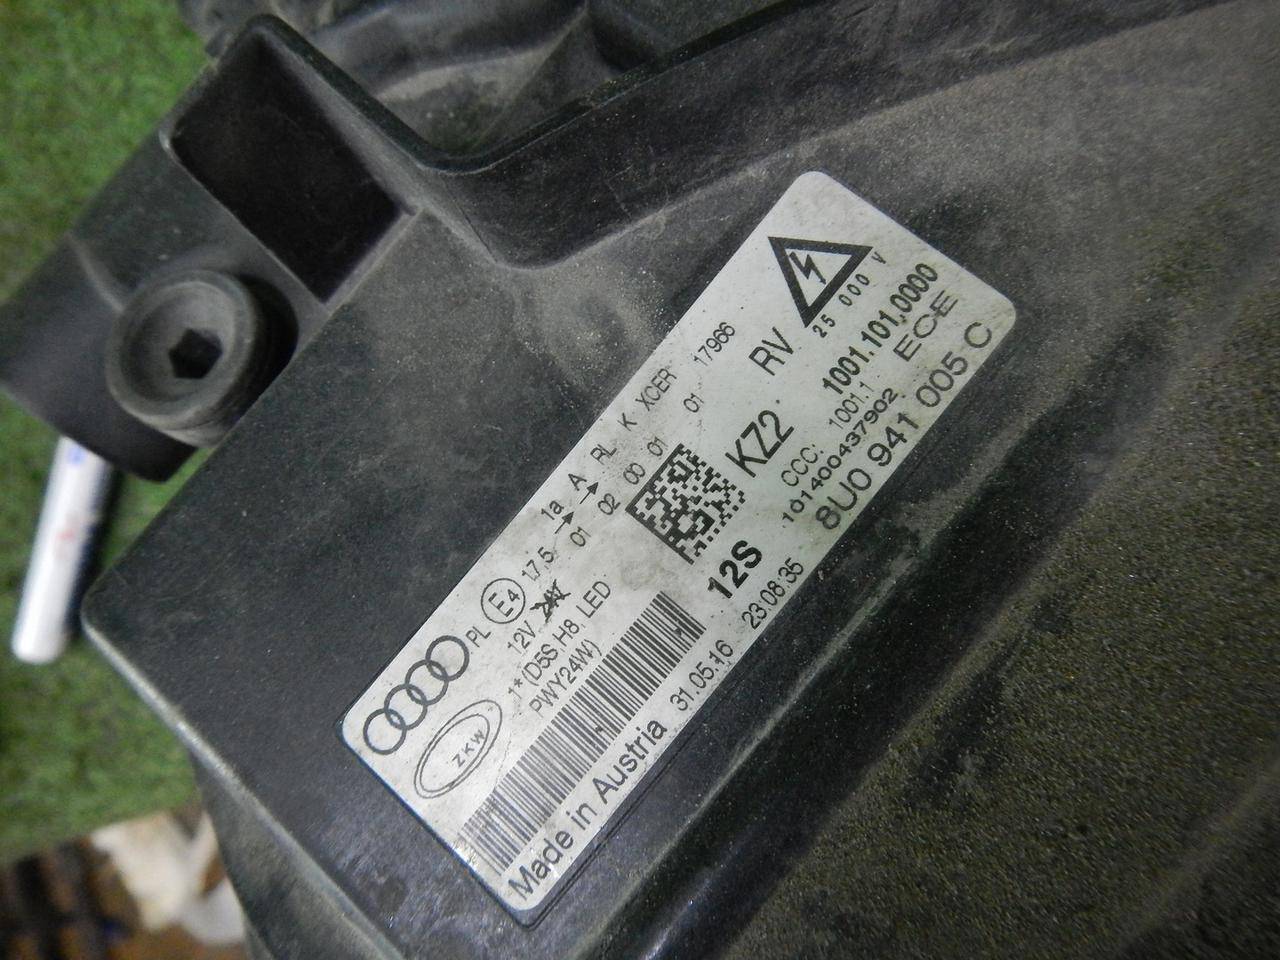 PL E4 17.5 1a A RL K XCER 17966
01 02 00 01 01
12V
RV
25 000 V
ZKW
1*(D5S,H8,LED
PWY24W)
KZ2
1001.101.0000
CCC: 1001.1 ECE
12S
101400437902
31.05.16 23:08:35
8U0 941 005 C
Made in Austria